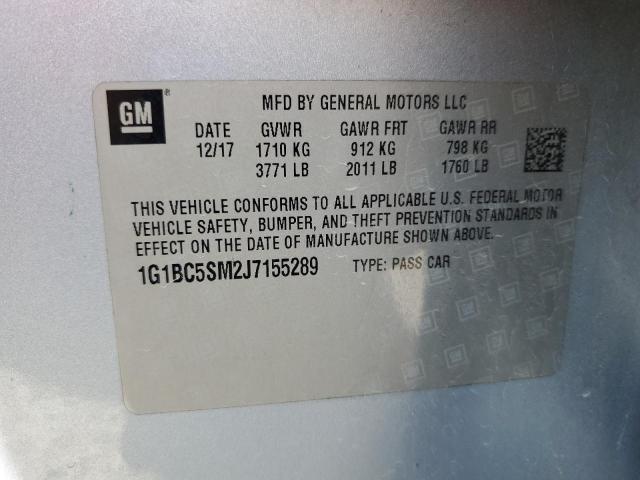 GM ®
MFD BY GENERAL MOTORS LLC
DATE GVWR GAWR FRT GAWR RR
12/17 1710 KG 912 KG 798 KG
3771 LB 2011 LB 1760 LB
THIS VEHICLE CONFORMS TO ALL APPLICABLE U.S. FEDERAL MOTOR
VEHICLE SAFETY, BUMPER, AND THEFT PREVENTION STANDARDS IN
EFFECT ON THE DATE OF MANUFACTURE SHOWN ABOVE.
1G1BC5SM2J7155289 TYPE: PASS CAR